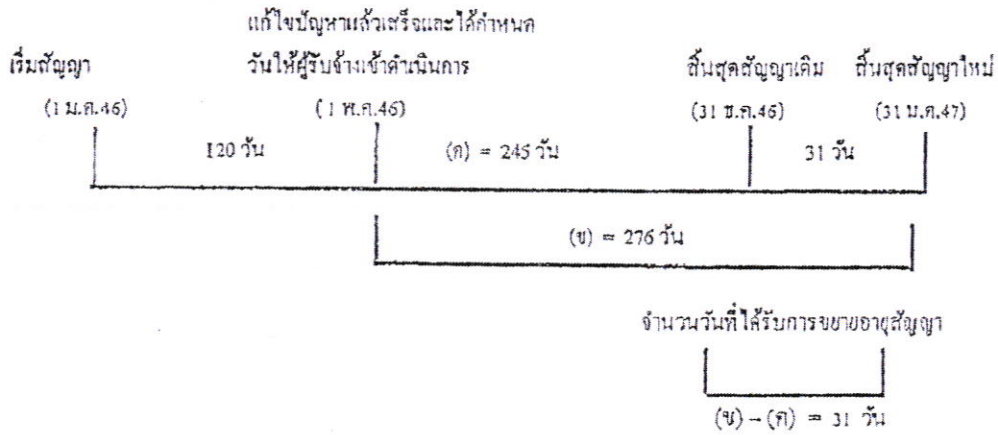 แก้ไขปัญหาแล้วเสร็จและได้กำหนด
เริ่มสัญญา วันให้ผู้รับจ้างเข้าดำเนินการ สิ้นสุดสัญญาเดิม สิ้นสุดสัญญาใหม่
(1 ม.ค.46) (1 พ.ค.46) (31 ธ.ค.46) (31 ม.ค.47)
120 วัน (ค) = 245 วัน 31 วัน
(ข) = 276 วัน
จำนวนวันที่ได้รับการขยายอายุสัญญา
(ข) – (ค) = 31 วัน